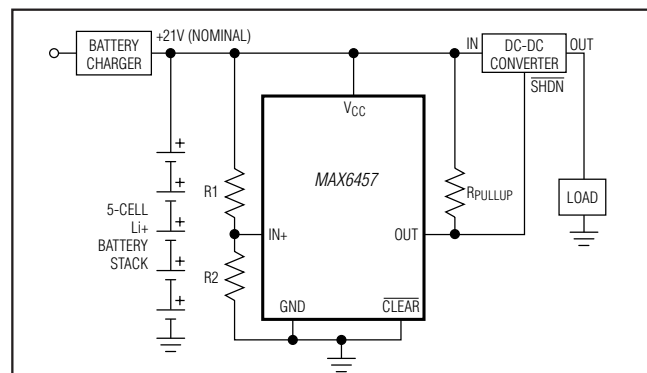 BATTERY
CHARGER
+21V (NOMINAL)
IN
DC-DC
CONVERTER
OUT
SHDN
VCC
MAX6457
R1
RPULLUP
LOAD
5-CELL
Li+
BATTERY
STACK
IN+
OUT
R2
GND
CLEAR
+
+
+
+
+